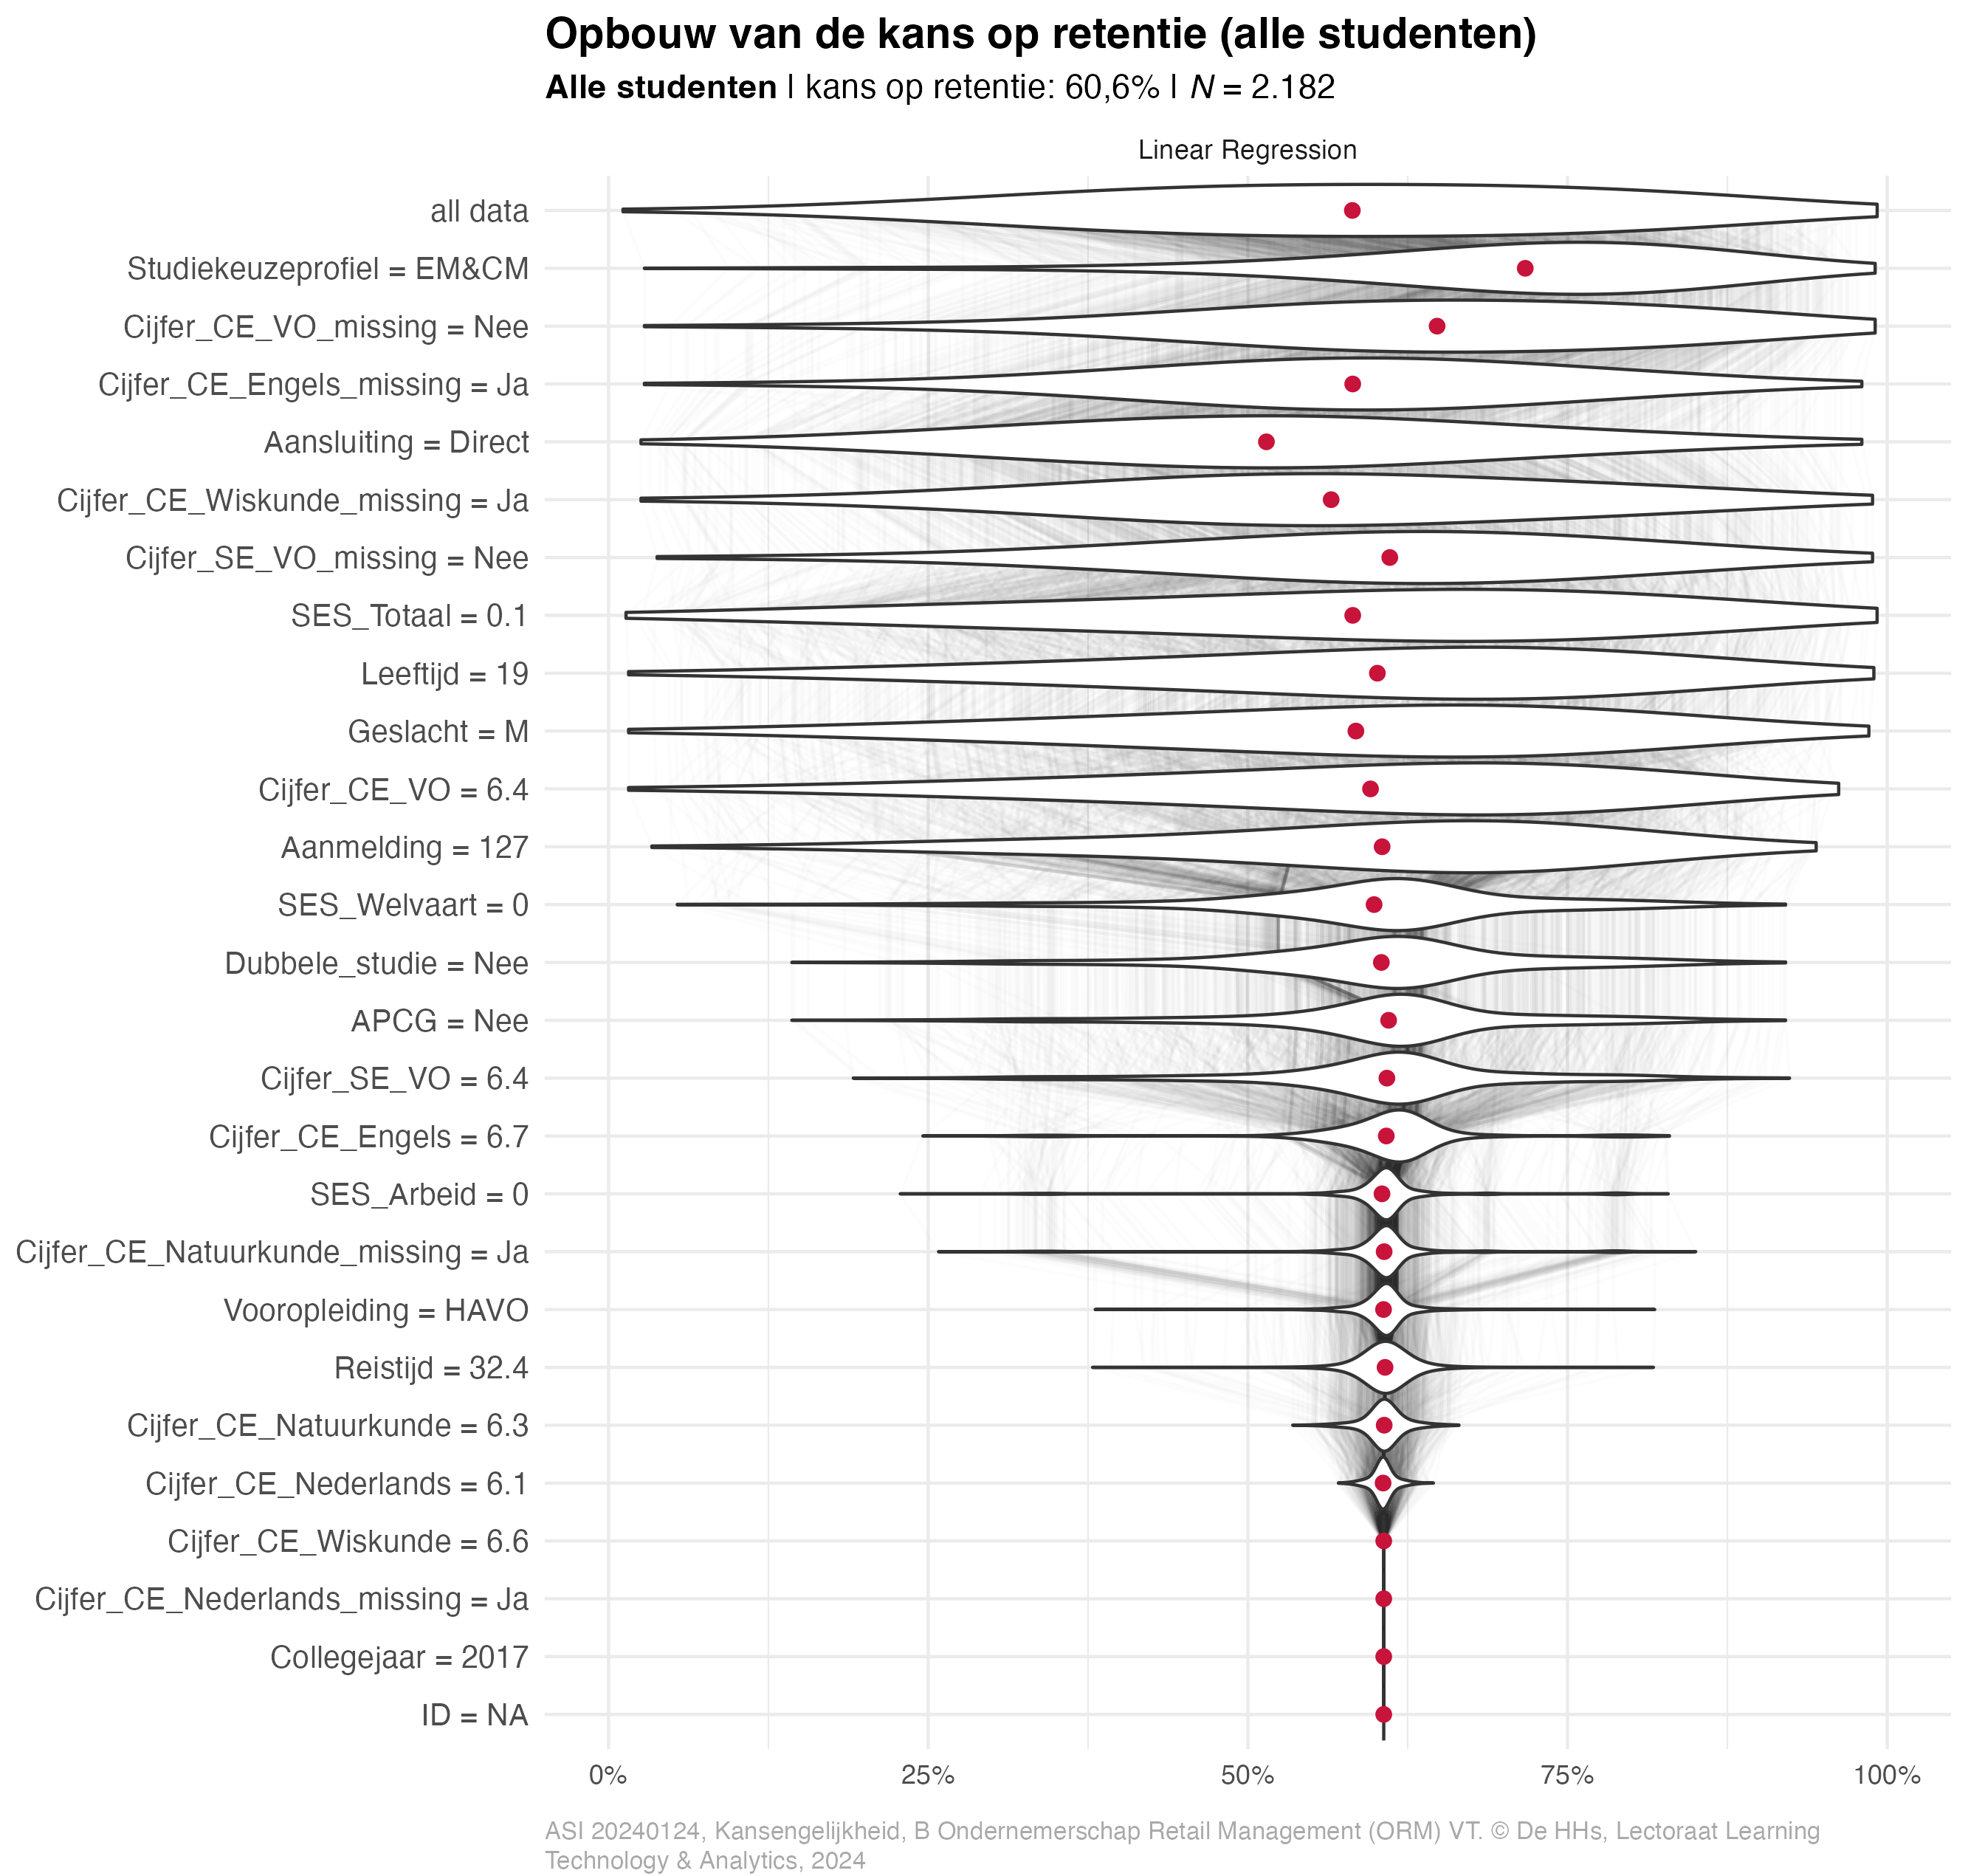 Opbouw van de kans op retentie (alle studenten)
Alle studenten | kans op retentie: 60,6% | N = 2.182
Linear Regression
all data
Studiekeuzeprofiel = EM&CM
Cijfer_CE_VO_missing = Nee
Cijfer_CE_Engels_missing = Ja
Aansluiting = Direct
Cijfer_CE_Wiskunde_missing = Ja
Cijfer_SE_VO_missing = Nee
SES_Totaal = 0.1
Leeftijd = 19
Geslacht = M
Cijfer_CE_VO = 6.4
Aanmelding = 127
SES_Welvaart = 0
Dubbele_studie = Nee
APCG = Nee
Cijfer_SE_VO = 6.4
Cijfer_CE_Engels = 6.7
SES_Arbeid = 0
Cijfer_CE_Natuurkunde_missing = Ja
Vooropleiding = HAVO
Reistijd = 32.4
Cijfer_CE_Natuurkunde = 6.3
Cijfer_CE_Nederlands = 6.1
Cijfer_CE_Wiskunde = 6.6
Cijfer_CE_Nederlands_missing = Ja
Collegejaar = 2017
ID = NA
0% 25% 50% 75% 100%
ASI 20240124, Kansengelijkheid, B Ondernemerschap Retail Management (ORM) VT. © De HHs, Lectoraat Learning
Technology & Analytics, 2024